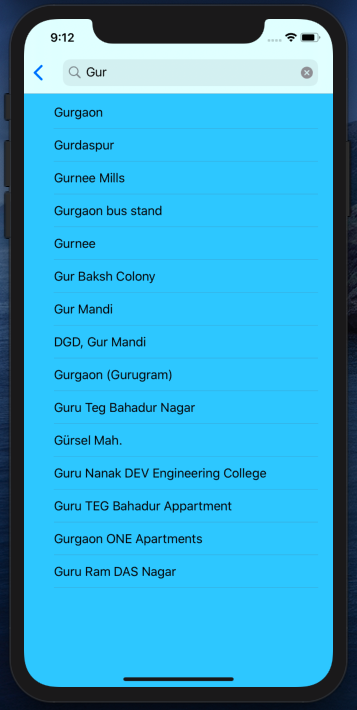 9:12
Gur
Gurgaon
Gurdaspur
Gurnee Mills
Gurgaon bus stand
Gurnee
Gur Baksh Colony
Gur Mandi
DGD, Gur Mandi
Gurgaon (Gurugram)
Guru Teg Bahadur Nagar
Gürsel Mah.
Guru Nanak DEV Engineering College
Guru TEG Bahadur Appartment
Gurgaon ONE Apartments
Guru Ram DAS Nagar